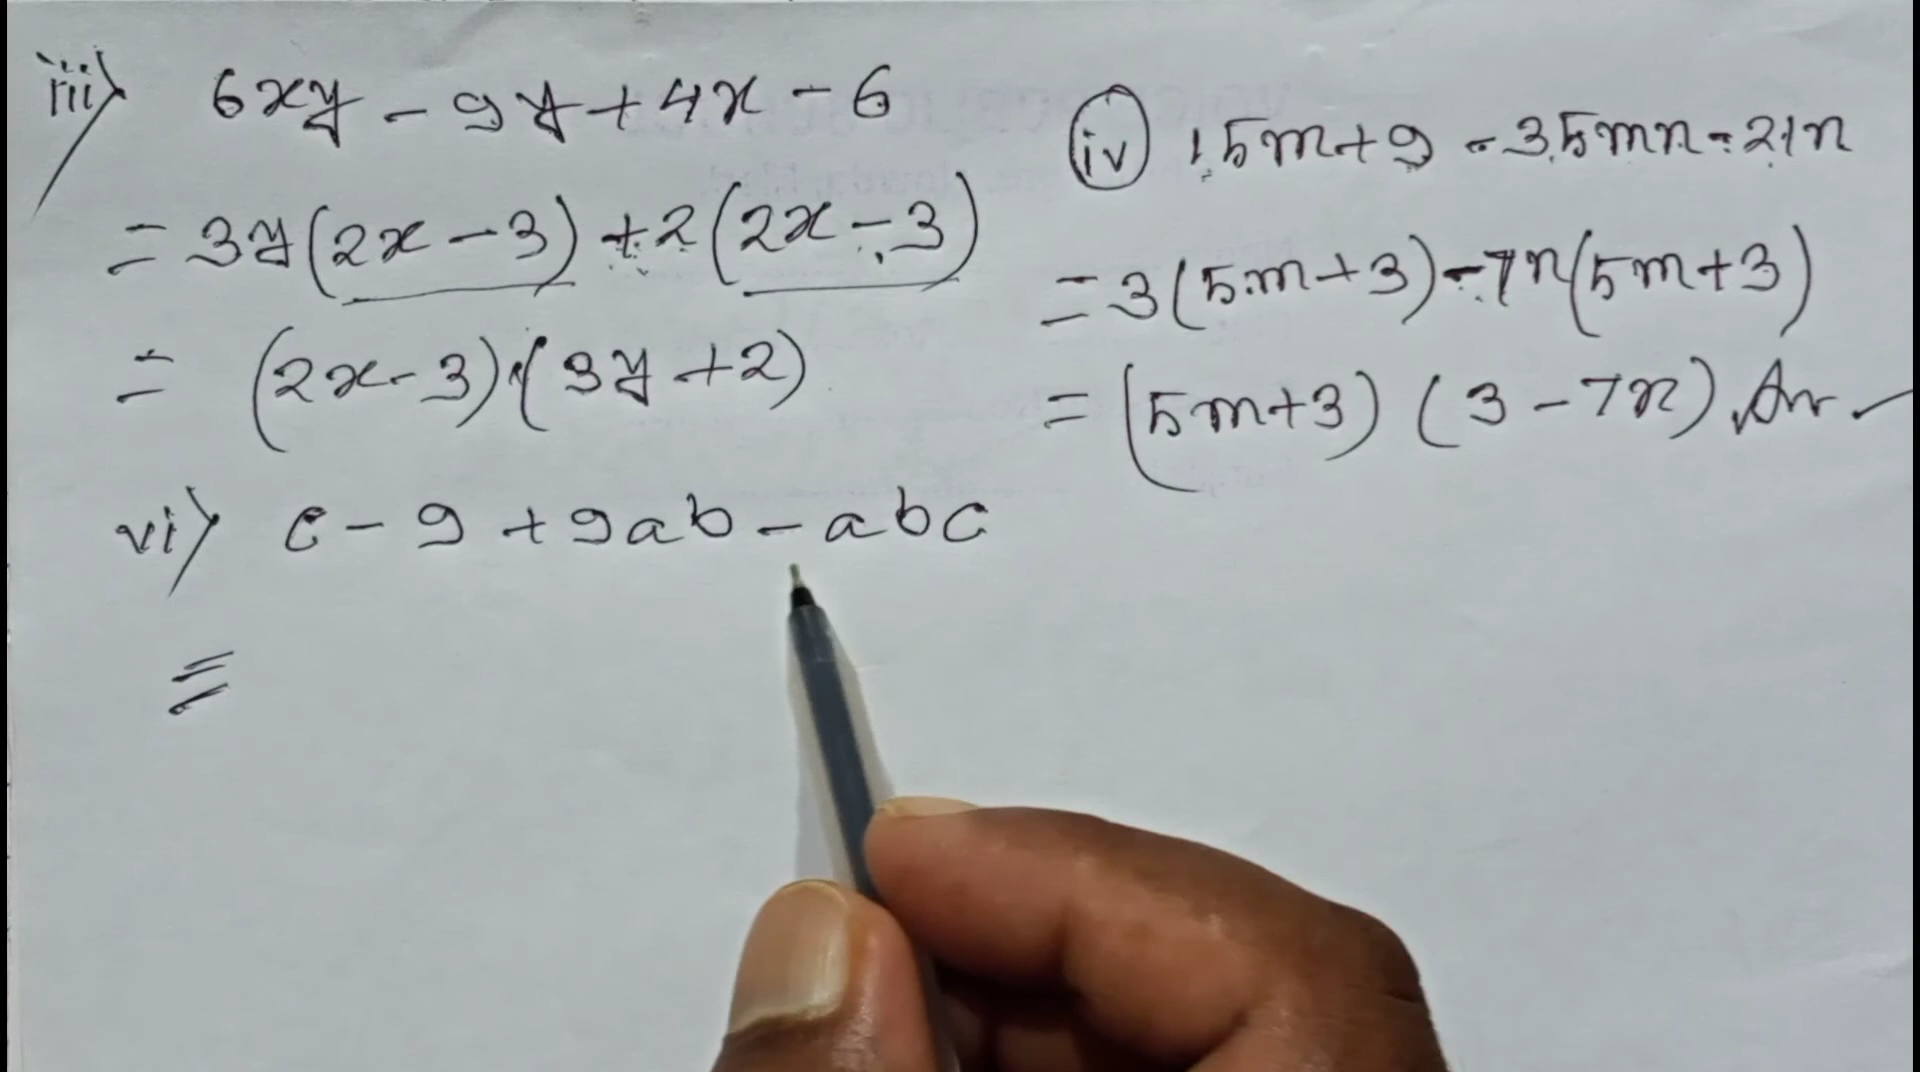 iii) 6xy - 9y + 4x - 6
= 3y(2x - 3) + 2(2x - 3)
= (2x - 3)(3y + 2)
iv 15m + 9 - 35mn - 21n
= 3(5m + 3) - 7n(5m + 3)
= (5m + 3) (3 - 7n) Ans
vi) c - 9 + 9ab - abc
=